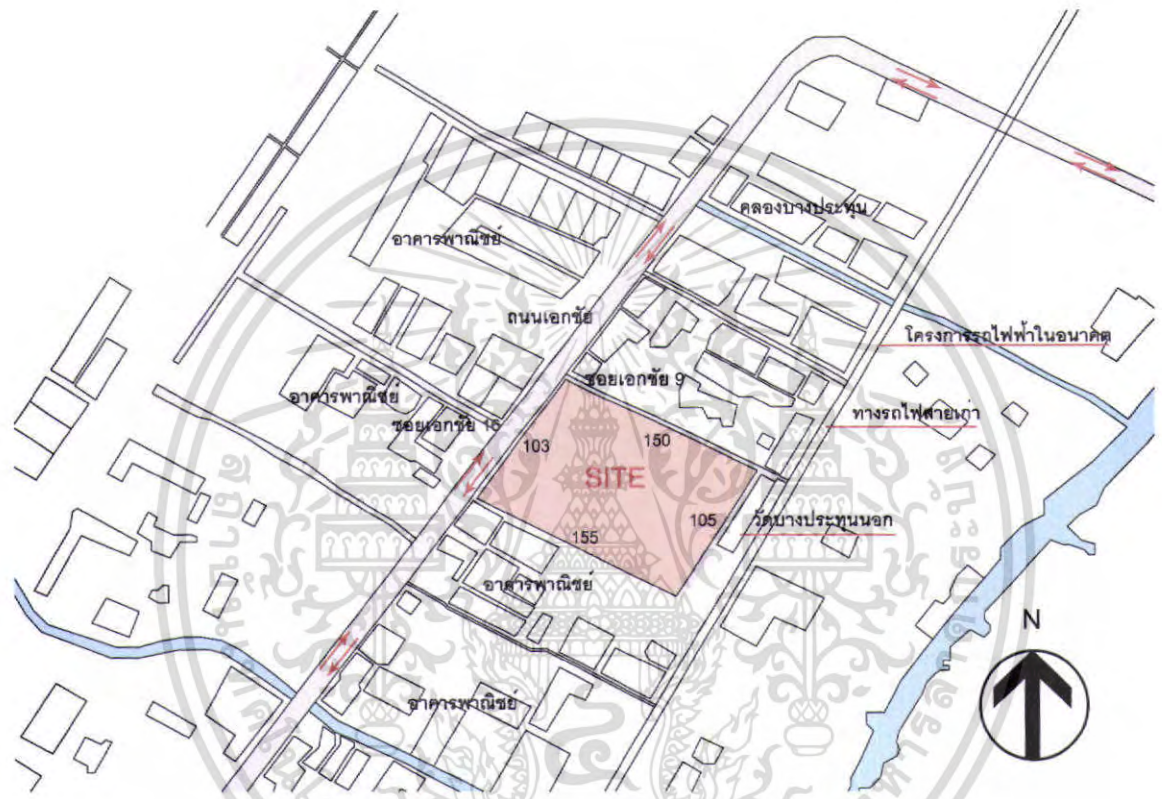 คลองบางประทุน
อาคารพาณิชย์
ถนนเอกชัย
โครงการรถไฟฟ้าในอนาคต
ซอยเอกชัย 9
อาคารพาณิชย์
ทางรถไฟสายเก่า
ซอยเอกชัย 16
103
150
SITE
105
วัดบางประทุนนอก
155
อาคารพาณิชย์
N
อาคารพาณิชย์